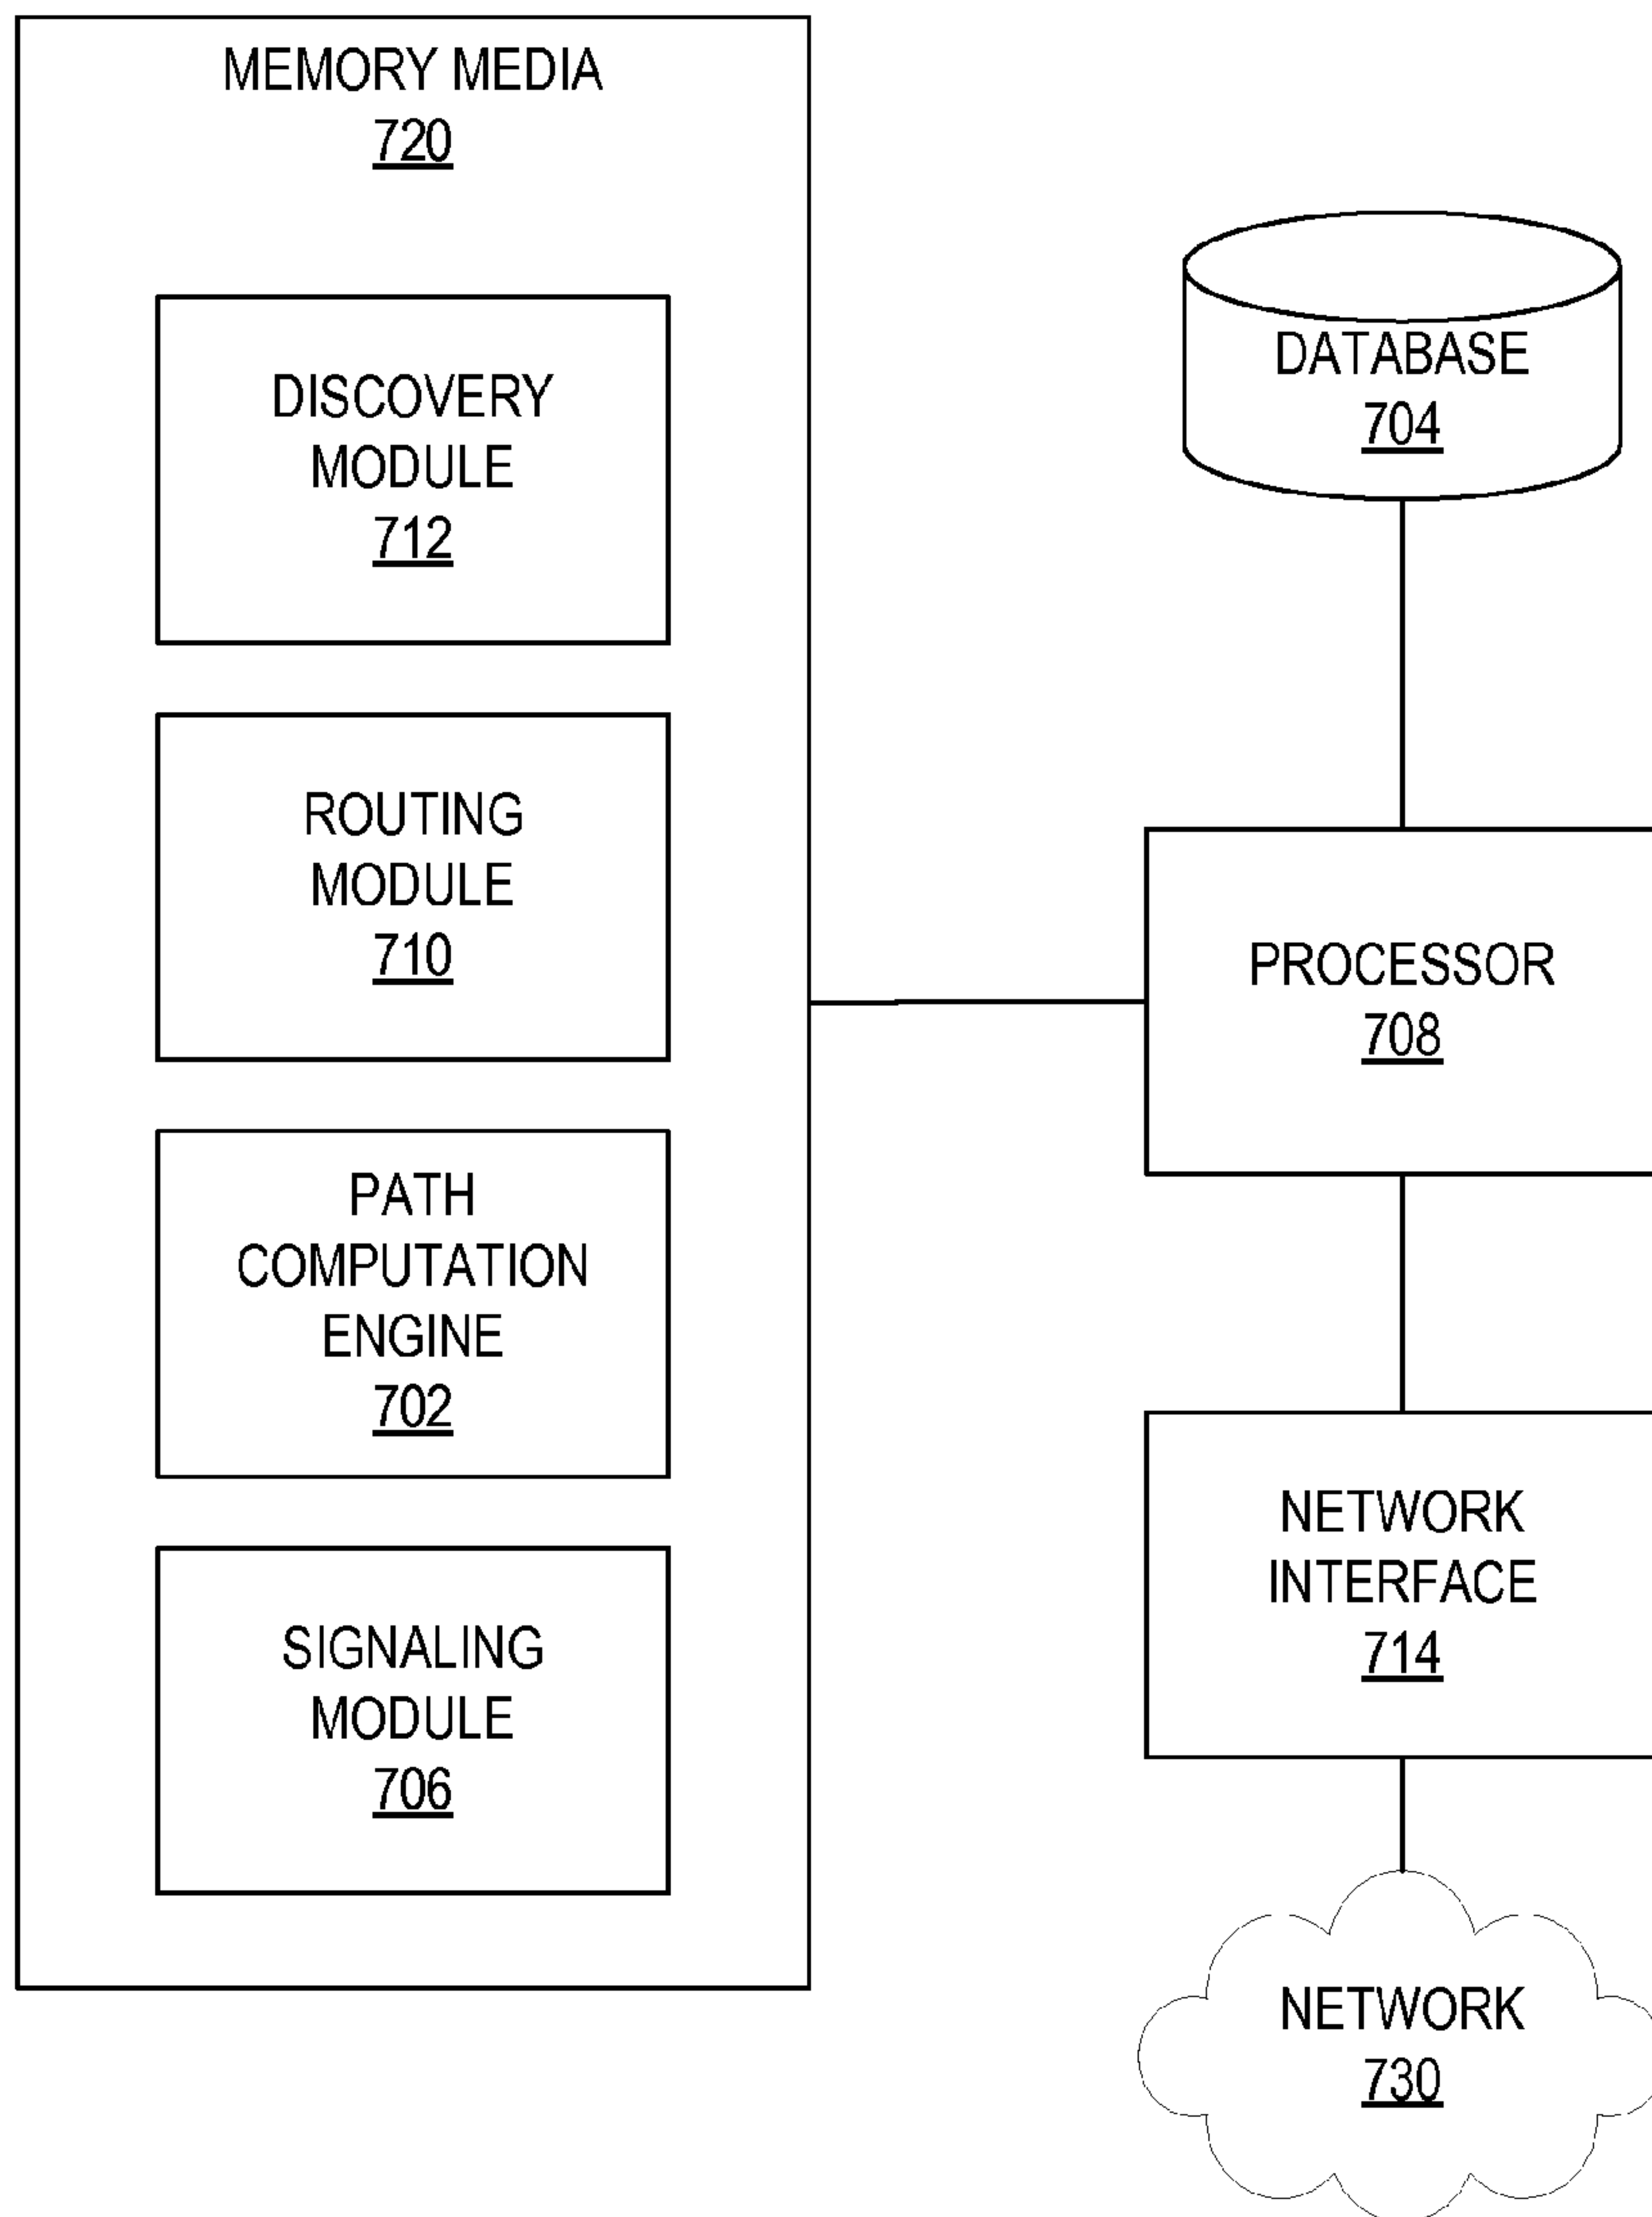 MEMORY MEDIA
720
DISCOVERY
MODULE
712
ROUTING
MODULE
710
PATH
COMPUTATION
ENGINE
702
SIGNALING
MODULE
706
DATABASE
704
PROCESSOR
708
NETWORK
INTERFACE
714
NETWORK
730